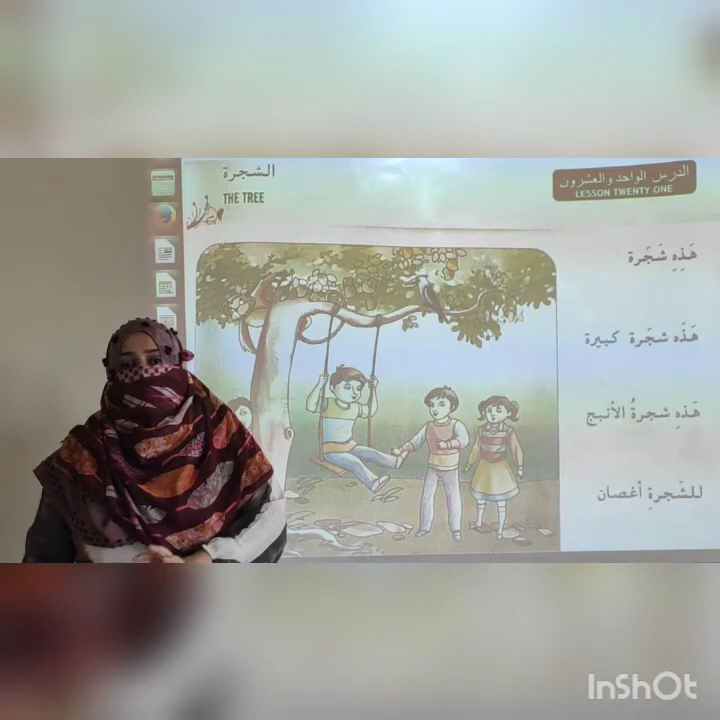 الشجرة
THE TREE
الدرس الواحد والعشرون
LESSON TWENTY ONE
هَذِهِ شَجَرة
هَذه شجَرة كبيرة
هَذهِ شجرةُ الأنبج
للشّجرةِ أغصان
InShOt